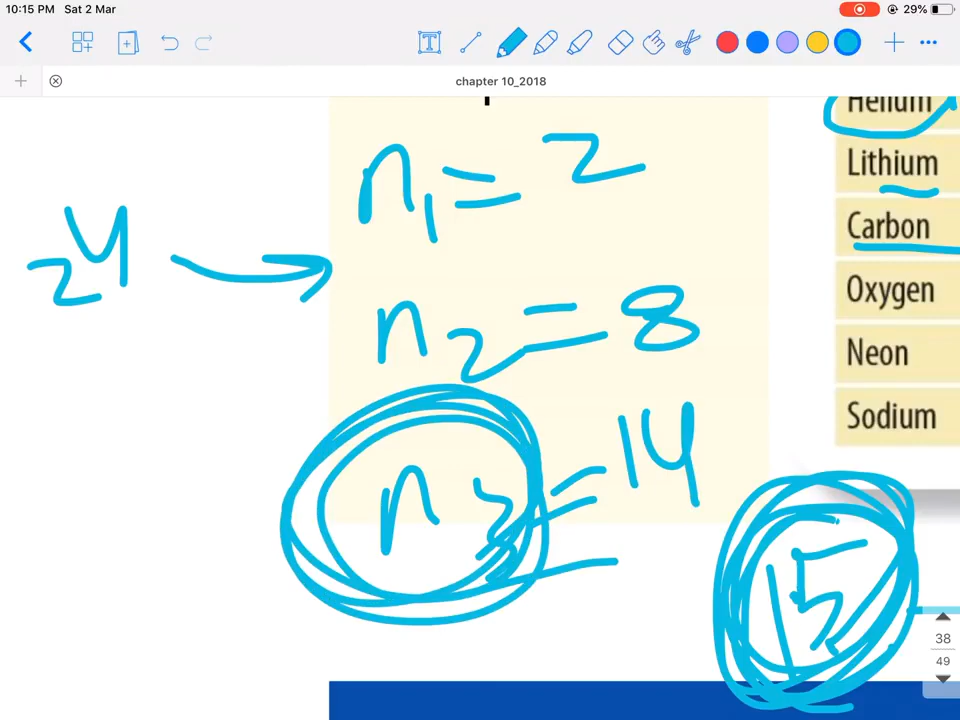 10:15 PM Sat 2 Mar
29%
T
chapter 10_2018
Helium
n1 = 2
Lithium
24
Carbon
Oxygen
n2 = 8
Neon
Sodium
n3 = 14
15
38
49